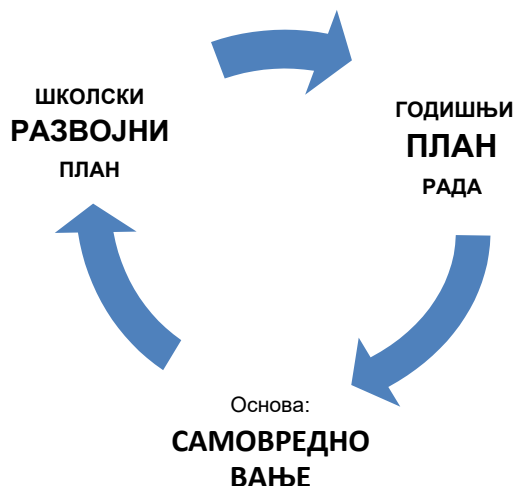 ШКОЛСКИ
РАЗВОЈНИ
ПЛАН
ГОДИШЊИ
ПЛАН
РАДА
Основа:
САМОВРЕДНО
ВАЊЕ